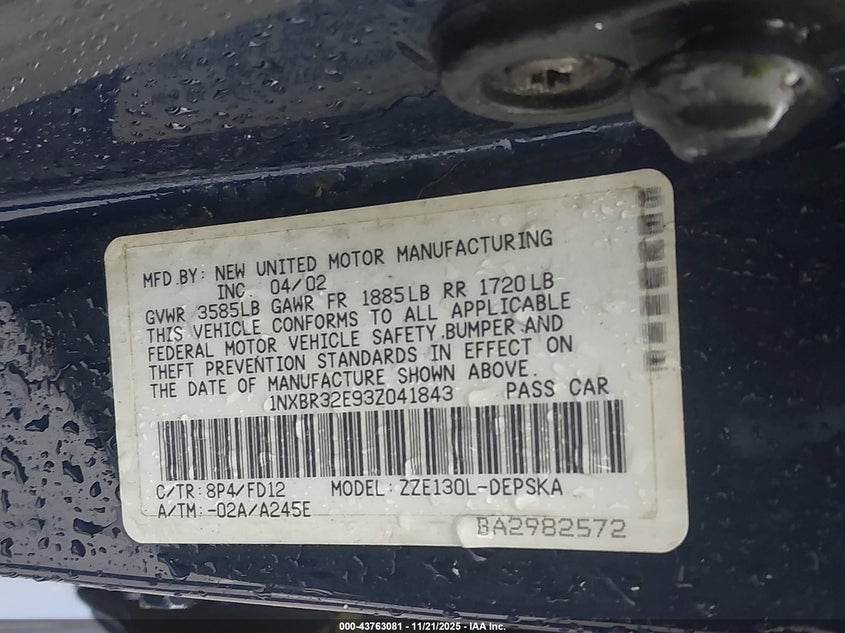 MFD.BY: NEW UNITED MOTOR MANUFACTURING
INC 04/02
GVWR 3585LB GAWR FR 1885LB RR 1720LB
THIS VEHICLE CONFORMS TO ALL APPLICABLE
FEDERAL MOTOR VEHICLE SAFETY,BUMPER,AND
THEFT PREVENTION STANDARDS IN EFFECT ON
THE DATE OF MANUFACTURE SHOWN ABOVE.
1NXBR32E93Z041843 PASS CAR
C/TR:8P4/FD12 MODEL:ZZE130L-DEPSKA
A/TM:-02A/A245E
BA2982572
000-43763081 - 11/21/2025 - IAA Inc.